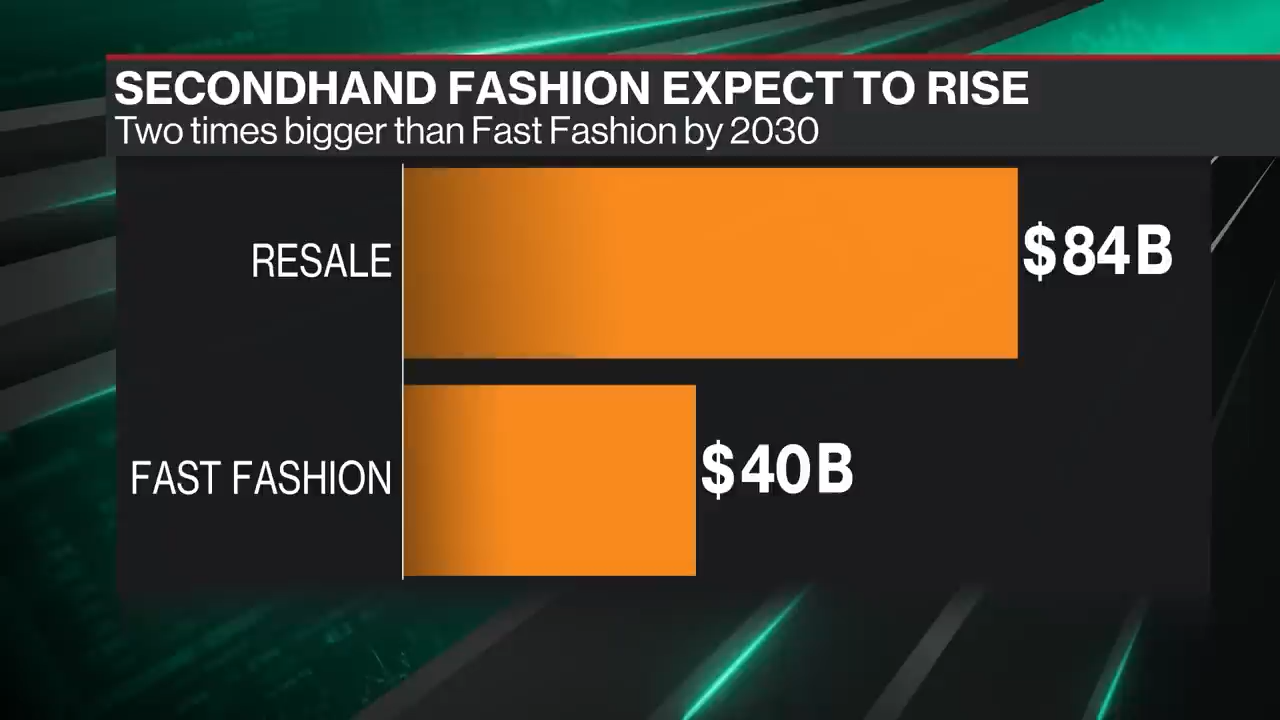 SECONDHAND FASHION EXPECT TO RISE
Two times bigger than Fast Fashion by 2030
RESALE
$84B
FAST FASHION
$40B